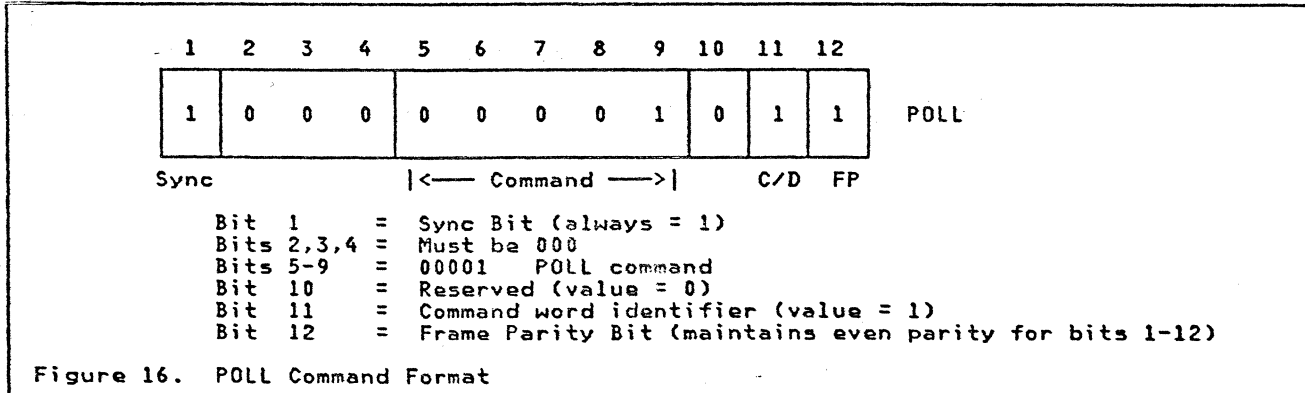 1 2 3 4 5 6 7 8 9 10 11 12
1 0 0 0 0 0 0 0 1 0 1 1 POLL
Sync |<—— Command ——>| C/D FP
Bit 1 = Sync Bit (always = 1)
Bits 2,3,4 = Must be 000
Bits 5-9 = 00001 POLL command
Bit 10 = Reserved (value = 0)
Bit 11 = Command word identifier (value = 1)
Bit 12 = Frame Parity Bit (maintains even parity for bits 1-12)
Figure 16. POLL Command Format